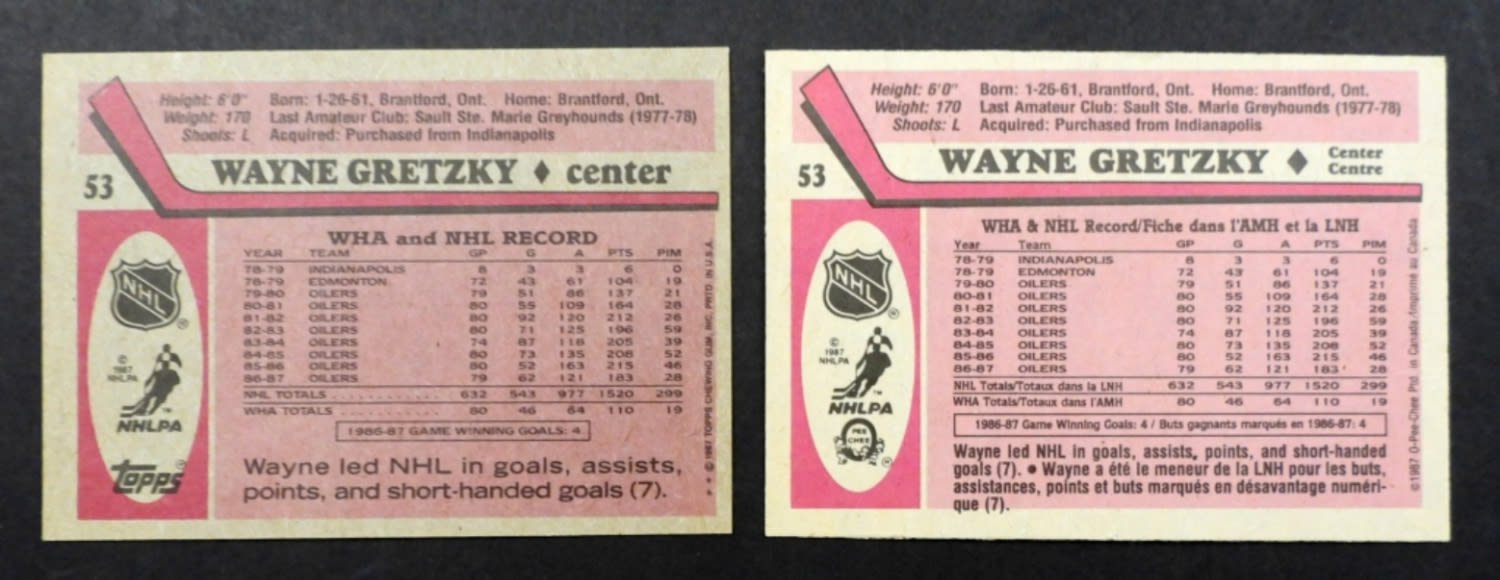 Height: 6'0" Born: 1-26-61, Brantford, Ont. Home: Brantford, Ont.
Weight: 170 Last Amateur Club: Sault Ste. Marie Greyhounds (1977-78)
Shoots: L Acquired: Purchased from Indianapolis
53 WAYNE GRETZKY ♦ center
WHA and NHL RECORD
YEAR TEAM GP G A PTS PIM
78-79 INDIANAPOLIS 8 3 3 6 0
78-79 EDMONTON 72 43 61 104 19
79-80 OILERS 79 51 86 137 21
80-81 OILERS 80 55 109 164 28
81-82 OILERS 80 92 120 212 26
82-83 OILERS 80 71 125 196 59
83-84 OILERS 74 87 118 205 39
84-85 OILERS 80 73 135 208 52
85-86 OILERS 80 52 163 215 46
86-87 OILERS 79 62 121 183 28
NHL TOTALS . . . . . . . . . . . . 632 543 977 1520 299
WHA TOTALS . . . . . . . . . . . . 80 46 64 110 19
1986-87 GAME WINNING GOALS: 4
Wayne led NHL in goals, assists,
points, and short-handed goals (7).
NHL
®
©
1987
NHLPA
™
NHLPA
topps®
* * © 1987 TOPPS CHEWING GUM, INC. PRTD. IN U.S.A.
Height: 6'0" Born: 1-26-61, Brantford, Ont. Home: Brantford, Ont.
Weight: 170 Last Amateur Club: Sault Ste. Marie Greyhounds (1977-78)
Shoots: L Acquired: Purchased from Indianapolis
53 WAYNE GRETZKY ♦ Center
Centre
WHA & NHL Record/Fiche dans l'AMH et la LNH
Year Team GP G A PTS PIM
78-79 INDIANAPOLIS 8 3 3 6 0
78-79 EDMONTON 72 43 61 104 19
79-80 OILERS 79 51 86 137 21
80-81 OILERS 80 55 109 164 28
81-82 OILERS 80 92 120 212 26
82-83 OILERS 80 71 125 196 59
83-84 OILERS 74 87 118 205 39
84-85 OILERS 80 73 135 208 52
85-86 OILERS 80 52 163 215 46
86-87 OILERS 79 62 121 183 28
NHL Totals/Totaux dans la LNH 632 543 977 1520 299
WHA Totals/Totaux dans l'AMH 80 46 64 110 19
1986-87 Game Winning Goals: 4 / Buts gagnants marqués en 1986-87: 4
Wayne led NHL in goals, assists, points, and short-handed
goals (7). ● Wayne a été le meneur de la LNH pour les buts,
assistances, points et buts marqués en désavantage numéri-
que (7).
NHL
®
©
1987
NHLPA
™
NHLPA
O
PEE
CHEE
®
© 1987 O-Pee-Chee Ptd. in Canada/Imprimé au Canada